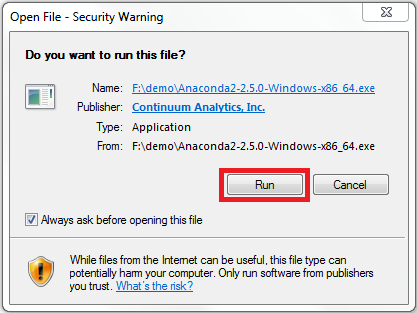 Open File - Security Warning
Do you want to run this file?
Name: F:\demo\Anaconda2-2.5.0-Windows-x86_64.exe
Publisher: Continuum Analytics, Inc.
Type: Application
From: F:\demo\Anaconda2-2.5.0-Windows-x86_64.exe
Run Cancel
Always ask before opening this file
While files from the Internet can be useful, this file type can
potentially harm your computer. Only run software from publishers
you trust. What's the risk?